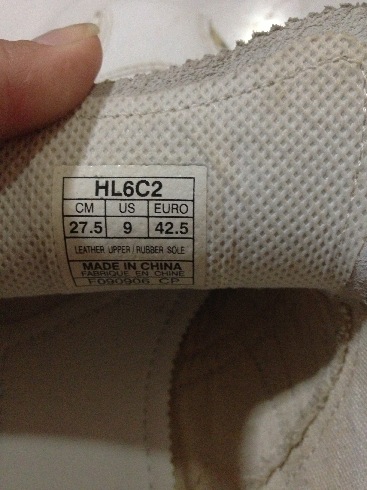 HL6C2
CM US EURO
27.5 9 42.5
LEATHER UPPER / RUBBER SOLE
MADE IN CHINA
FABRIQUE EN CHINE
F090906 CP